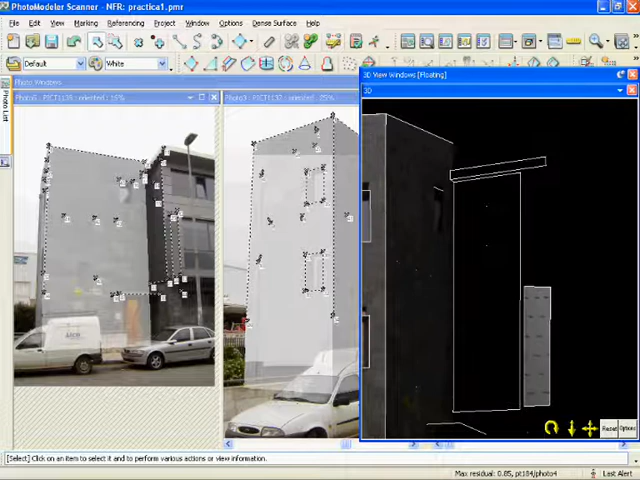 PhotoModeler Scanner - NFR: practica1.pmr
File Edit View Marking Referencing Project Window Options Dense Surface Help
Default White
Photo Windows
3D View Windows [Floating]
3D
Photo List
Reset Options
[Select] Click on an item to select it and to perform various actions or view information.
Max residual: 0.85, pt184/photo4 Last Alert